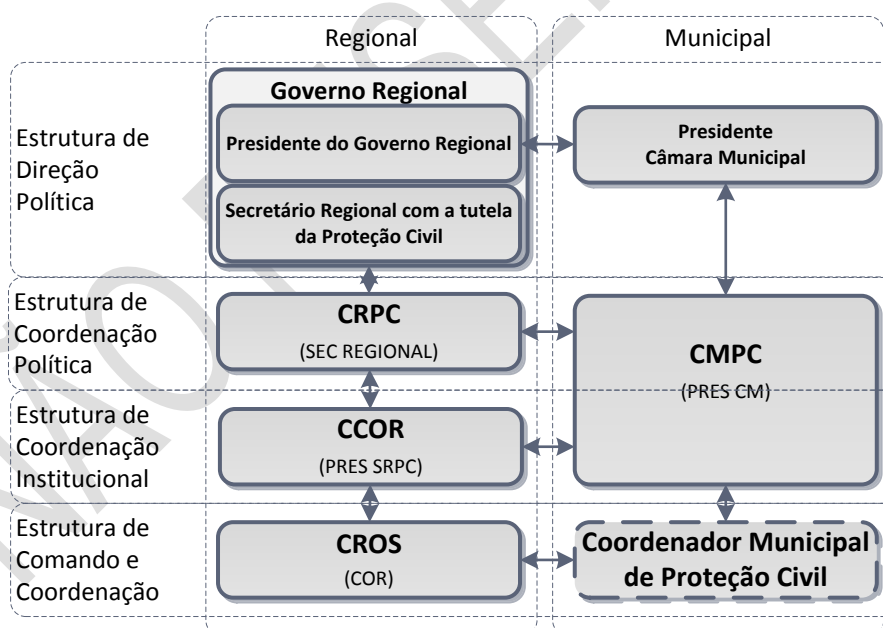 Regional
Municipal
Estrutura de
Direção
Política
Governo Regional
Presidente do Governo Regional
Secretário Regional com a tutela
da Proteção Civil
Presidente
Câmara Municipal
Estrutura de
Coordenação
Política
CRPC
(SEC REGIONAL)
CMPC
(PRES CM)
Estrutura de
Coordenação
Institucional
CCOR
(PRES SRPC)
Estrutura de
Comando e
Coordenação
CROS
(COR)
Coordenador Municipal
de Proteção Civil